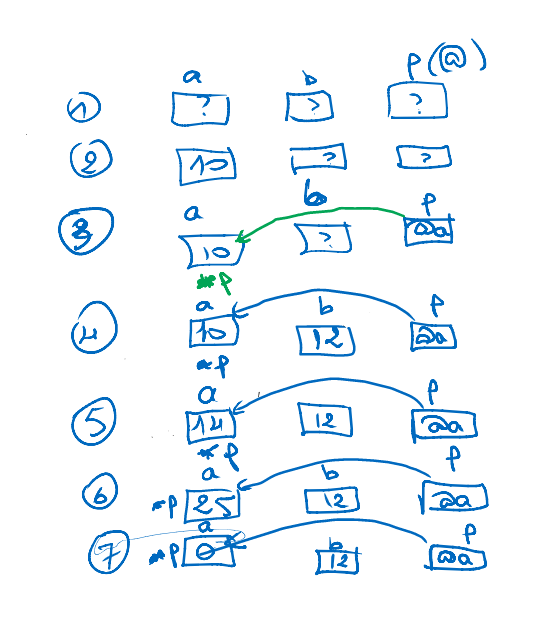 a b p (@)
1 ? ? ?
2 10 ? ?
a b p
3 10 ? @a
*p
a b p
4 10 12 @a
*p
a p
5 14 12 @a
*p
a b p
6 *p 25 12 @a
a b p
7 *p 0 12 @a